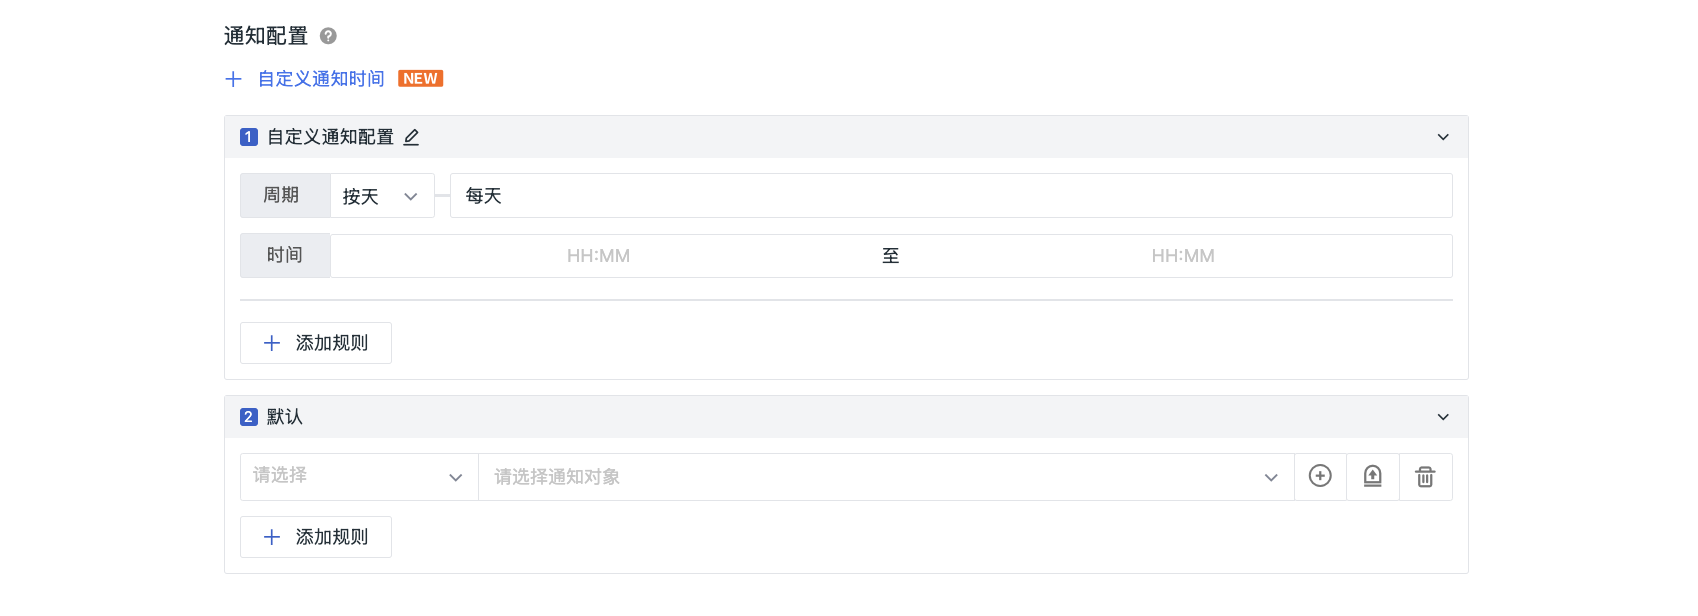 通知配置 ?
+ 自定义通知时间 NEW
1 自定义通知配置
周期 按天 每天
时间 HH:MM 至 HH:MM
+ 添加规则
2 默认
请选择 请选择通知对象
+ 添加规则